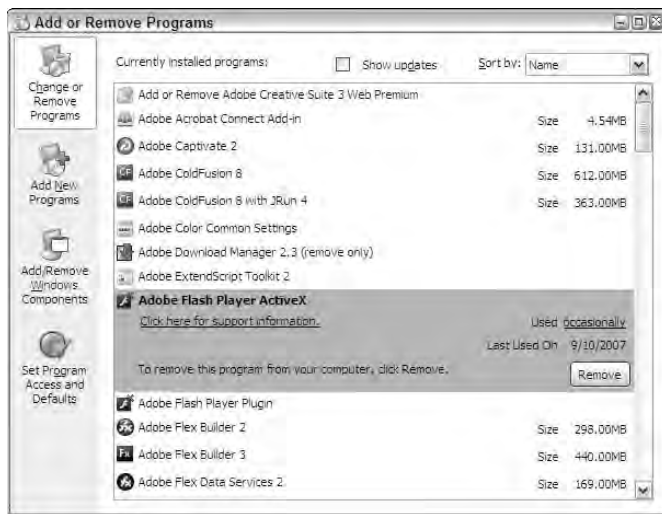 Add or Remove Programs
Change or
Remove
Programs
Add New
Programs
Add/Remove
Windows
Components
Set Program
Access and
Defaults
Currently installed programs:
Show updates
Sort by: Name
Add or Remove Adobe Creative Suite 3 Web Premium
Adobe Acrobat Connect Add-in Size 4.54MB
Adobe Captivate 2 Size 131.00MB
CF Adobe ColdFusion 8 Size 612.00MB
CF Adobe ColdFusion 8 with JRun 4 Size 363.00MB
Adobe Color Common Settings
Adobe Download Manager 2.3 (remove only)
Adobe ExtendScript Toolkit 2
Adobe Flash Player ActiveX
Click here for support information. Used occasionally
Last Used On 9/10/2007
To remove this program from your computer, click Remove. Remove
Adobe Flash Player Plugin
Adobe Flex Builder 2 Size 298.00MB
Fx Adobe Flex Builder 3 Size 440.00MB
Adobe Flex Data Services 2 Size 169.00MB